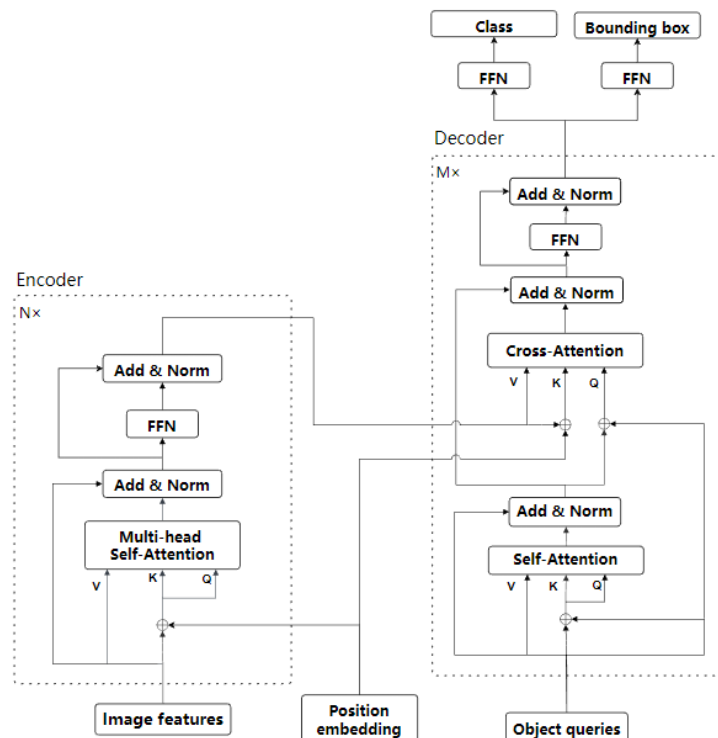 Class
Bounding box
FFN
FFN
Decoder
M×
Add & Norm
FFN
Add & Norm
Cross-Attention
V
K
Q
Add & Norm
Self-Attention
V
K
Q
Object queries
Encoder
N×
Add & Norm
FFN
Add & Norm
Multi-head
Self-Attention
V
K
Q
Image features
Position
embedding